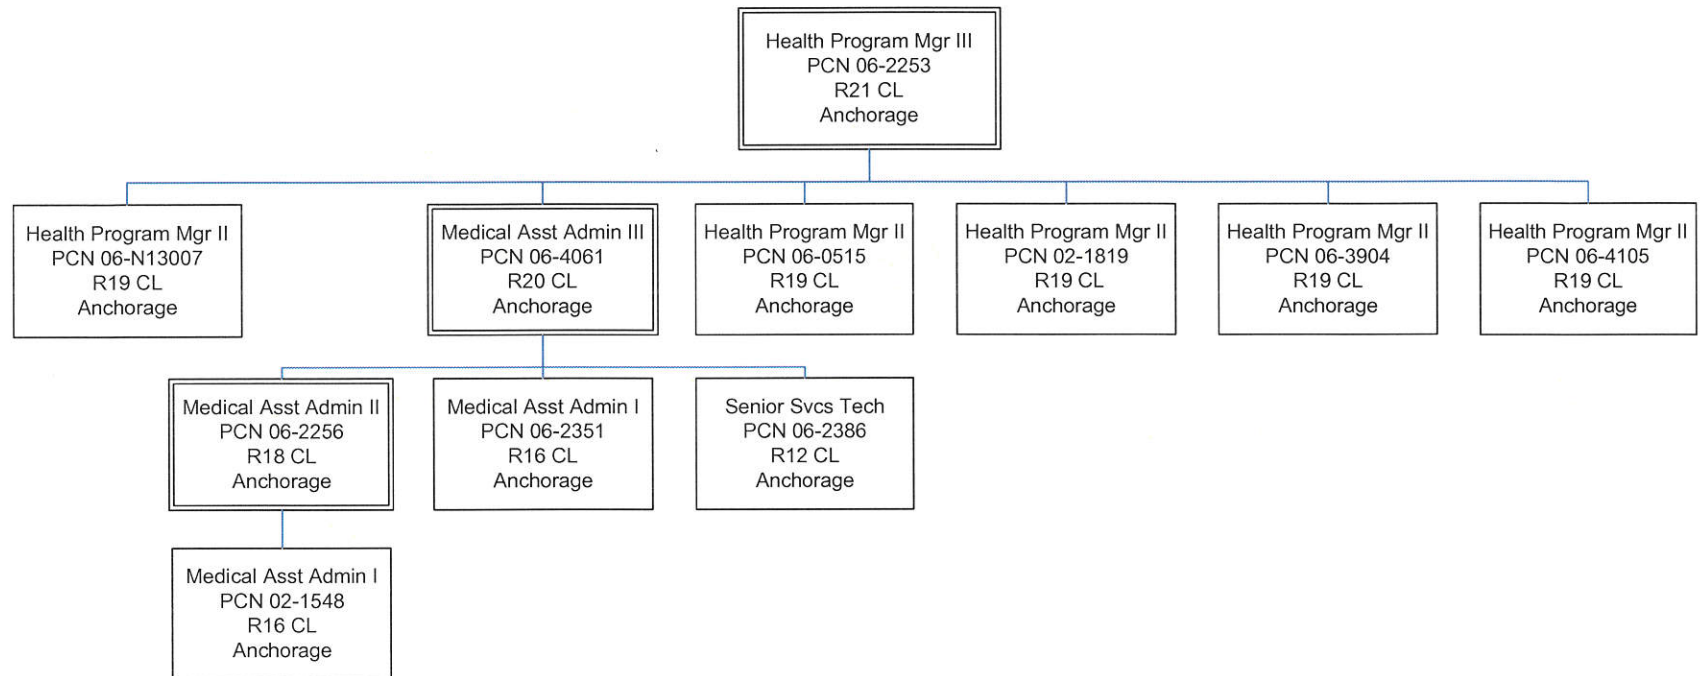 Health Program Mgr III
PCN 06-2253
R21 CL
Anchorage
Health Program Mgr II
PCN 06-N13007
R19 CL
Anchorage
Medical Asst Admin III
PCN 06-4061
R20 CL
Anchorage
Health Program Mgr II
PCN 06-0515
R19 CL
Anchorage
Health Program Mgr II
PCN 02-1819
R19 CL
Anchorage
Health Program Mgr II
PCN 06-3904
R19 CL
Anchorage
Health Program Mgr II
PCN 06-4105
R19 CL
Anchorage
Medical Asst Admin II
PCN 06-2256
R18 CL
Anchorage
Medical Asst Admin I
PCN 06-2351
R16 CL
Anchorage
Senior Svcs Tech
PCN 06-2386
R12 CL
Anchorage
Medical Asst Admin I
PCN 02-1548
R16 CL
Anchorage